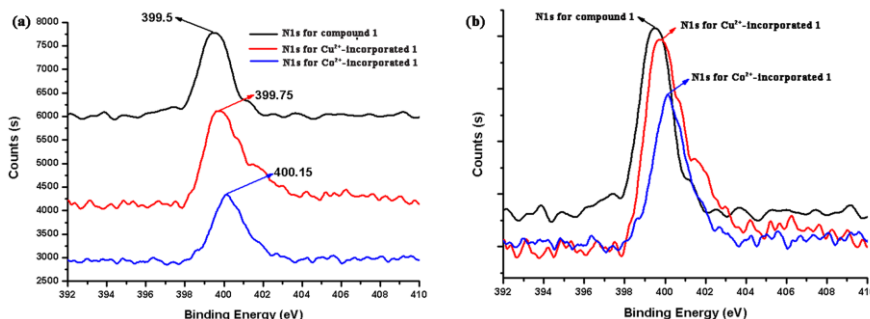 (a)
399.5
N1s for compound 1
N1s for Cu²⁺-incorporated 1
N1s for Co²⁺-incorporated 1
399.75
400.15
8000
7500
7000
6500
6000
5500
5000
4500
4000
3500
3000
2500
Counts (s)
392 394 396 398 400 402 404 406 408 410
Binding Energy (eV)
(b)
N1s for compound 1
N1s for Cu²⁺-incorporated 1
N1s for Co²⁺-incorporated 1
Counts (s)
392 394 396 398 400 402 404 406 408 410
Binding Energy (eV)